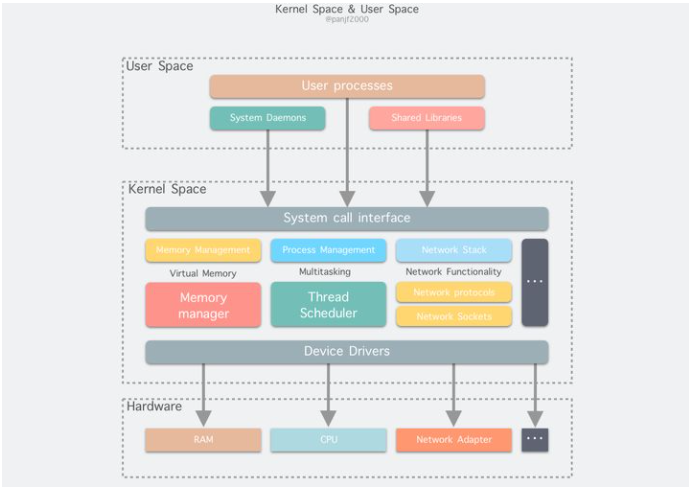 Kernel Space & User Space
@panjf2000
User Space
User processes
System Daemons
Shared Libraries
Kernel Space
System call interface
Memory Management
Process Management
Network Stack
Virtual Memory
Multitasking
Network Functionality
...
Memory
manager
Thread
Scheduler
Network protocols
Network Sockets
Device Drivers
Hardware
RAM
CPU
Network Adapter
...